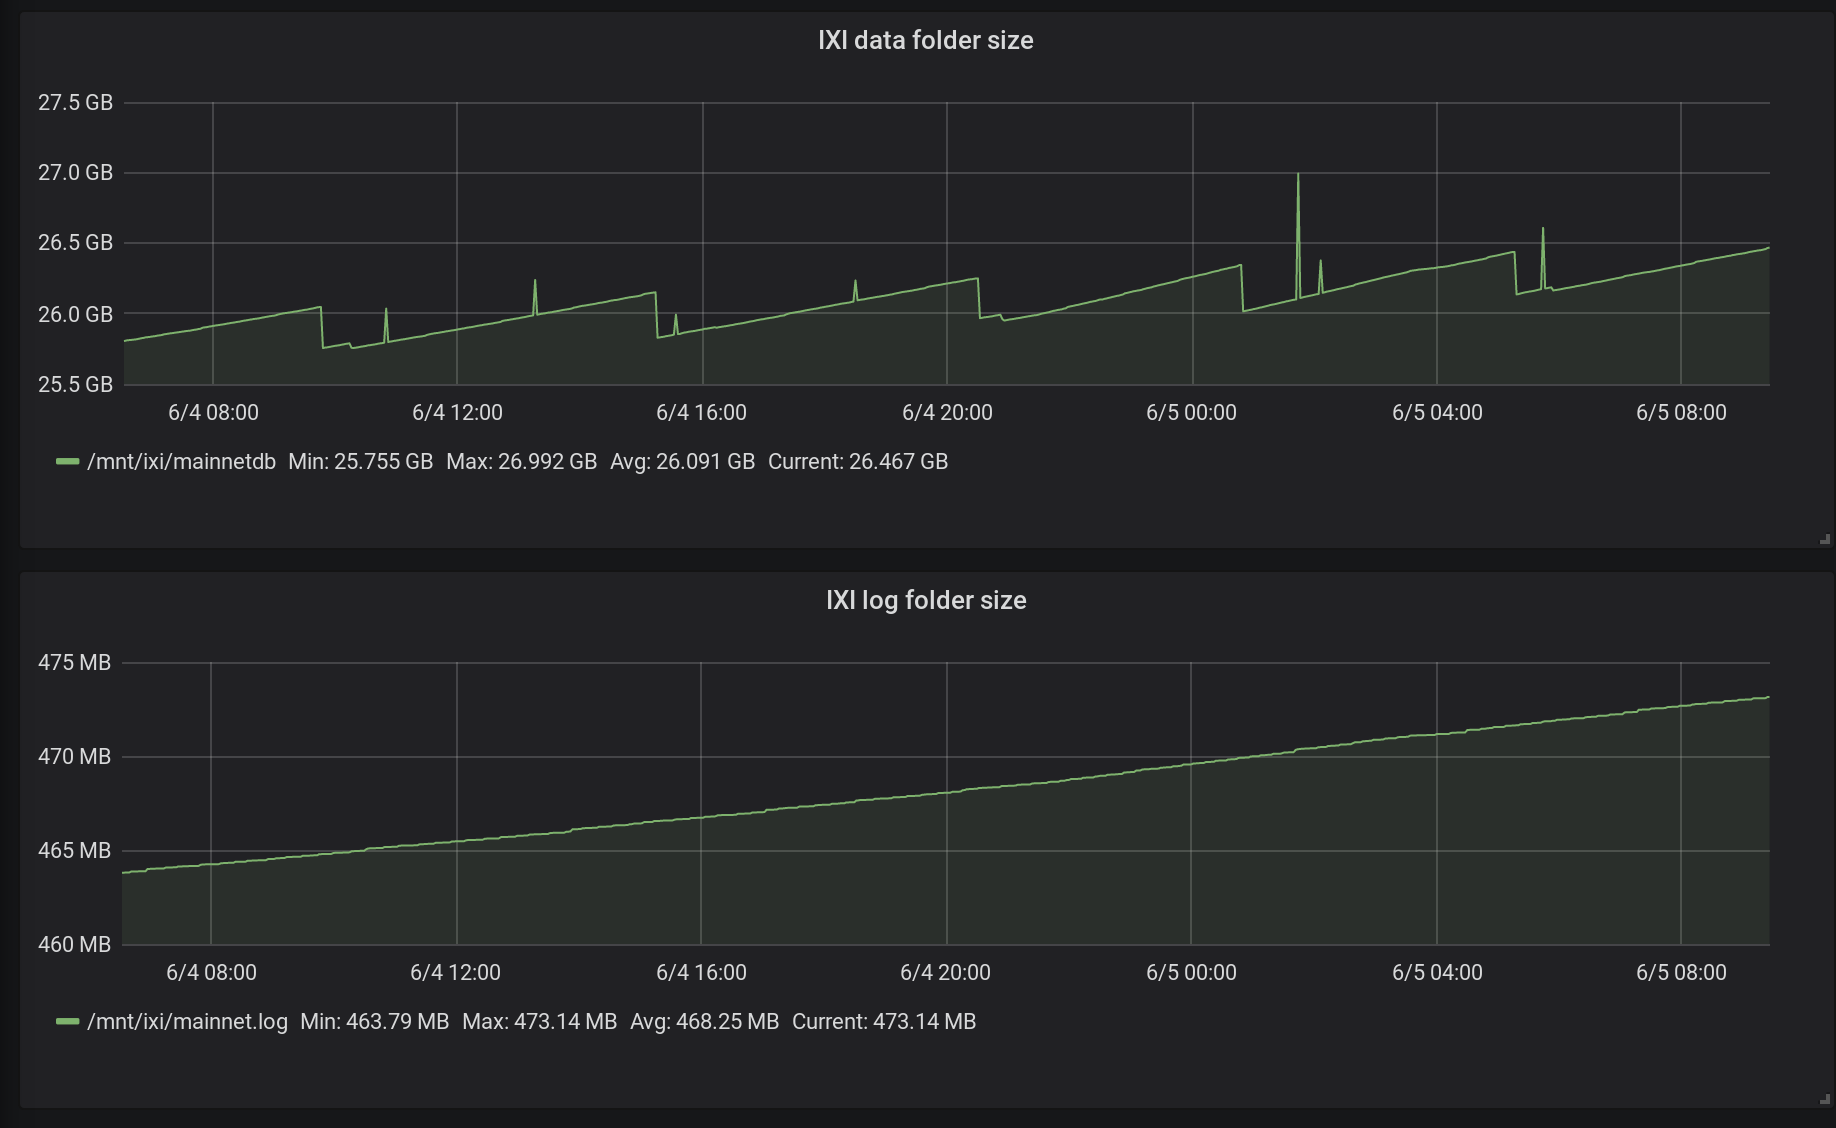 IXI data folder size
27.5 GB
27.0 GB
26.5 GB
26.0 GB
25.5 GB
6/4 08:00 6/4 12:00 6/4 16:00 6/4 20:00 6/5 00:00 6/5 04:00 6/5 08:00
/mnt/ixi/mainnetdb Min: 25.755 GB Max: 26.992 GB Avg: 26.091 GB Current: 26.467 GB
IXI log folder size
475 MB
470 MB
465 MB
460 MB
6/4 08:00 6/4 12:00 6/4 16:00 6/4 20:00 6/5 00:00 6/5 04:00 6/5 08:00
/mnt/ixi/mainnet.log Min: 463.79 MB Max: 473.14 MB Avg: 468.25 MB Current: 473.14 MB